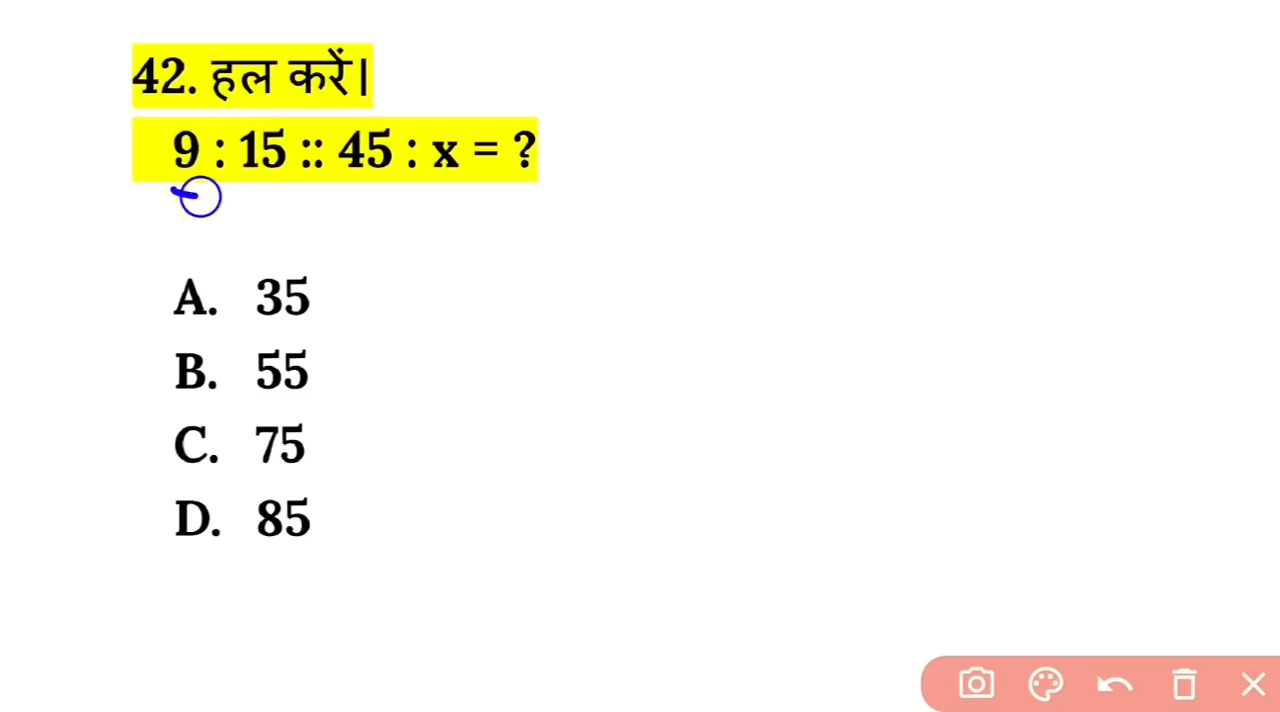 42. हल करें।
9 : 15 :: 45 : x = ?
A. 35
B. 55
C. 75
D. 85